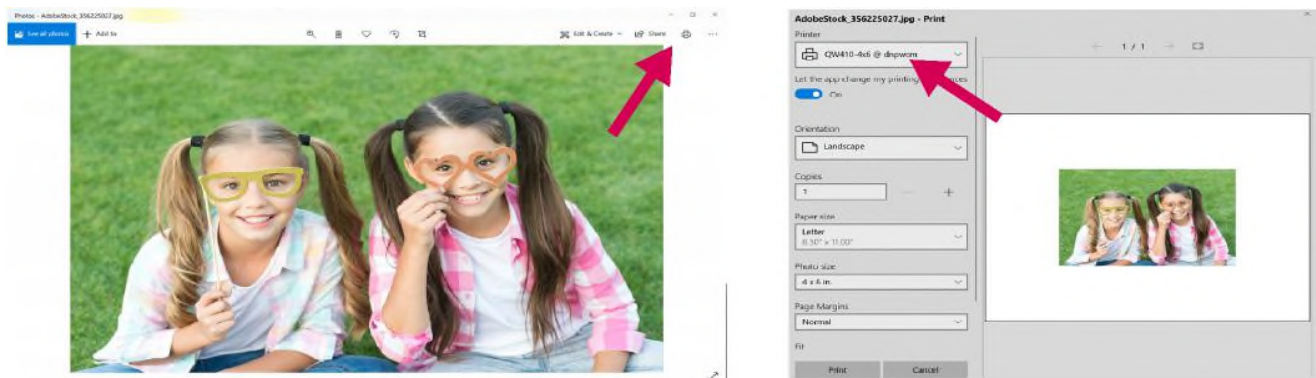 Photos - AdobeStock_356225027.jpg
See all photos
Add to
Edit & Create
Share
AdobeStock_356225027.jpg - Print
Printer
QW410-4x6 @ dnpwcm
Let the app change my printing
On
Orientation
Landscape
Copies
1
Paper size
Letter
8.50" x 11.00"
Photo size
4 x 6 in.
Page Margins
Normal
Fit
Print
Cancel
1 / 1